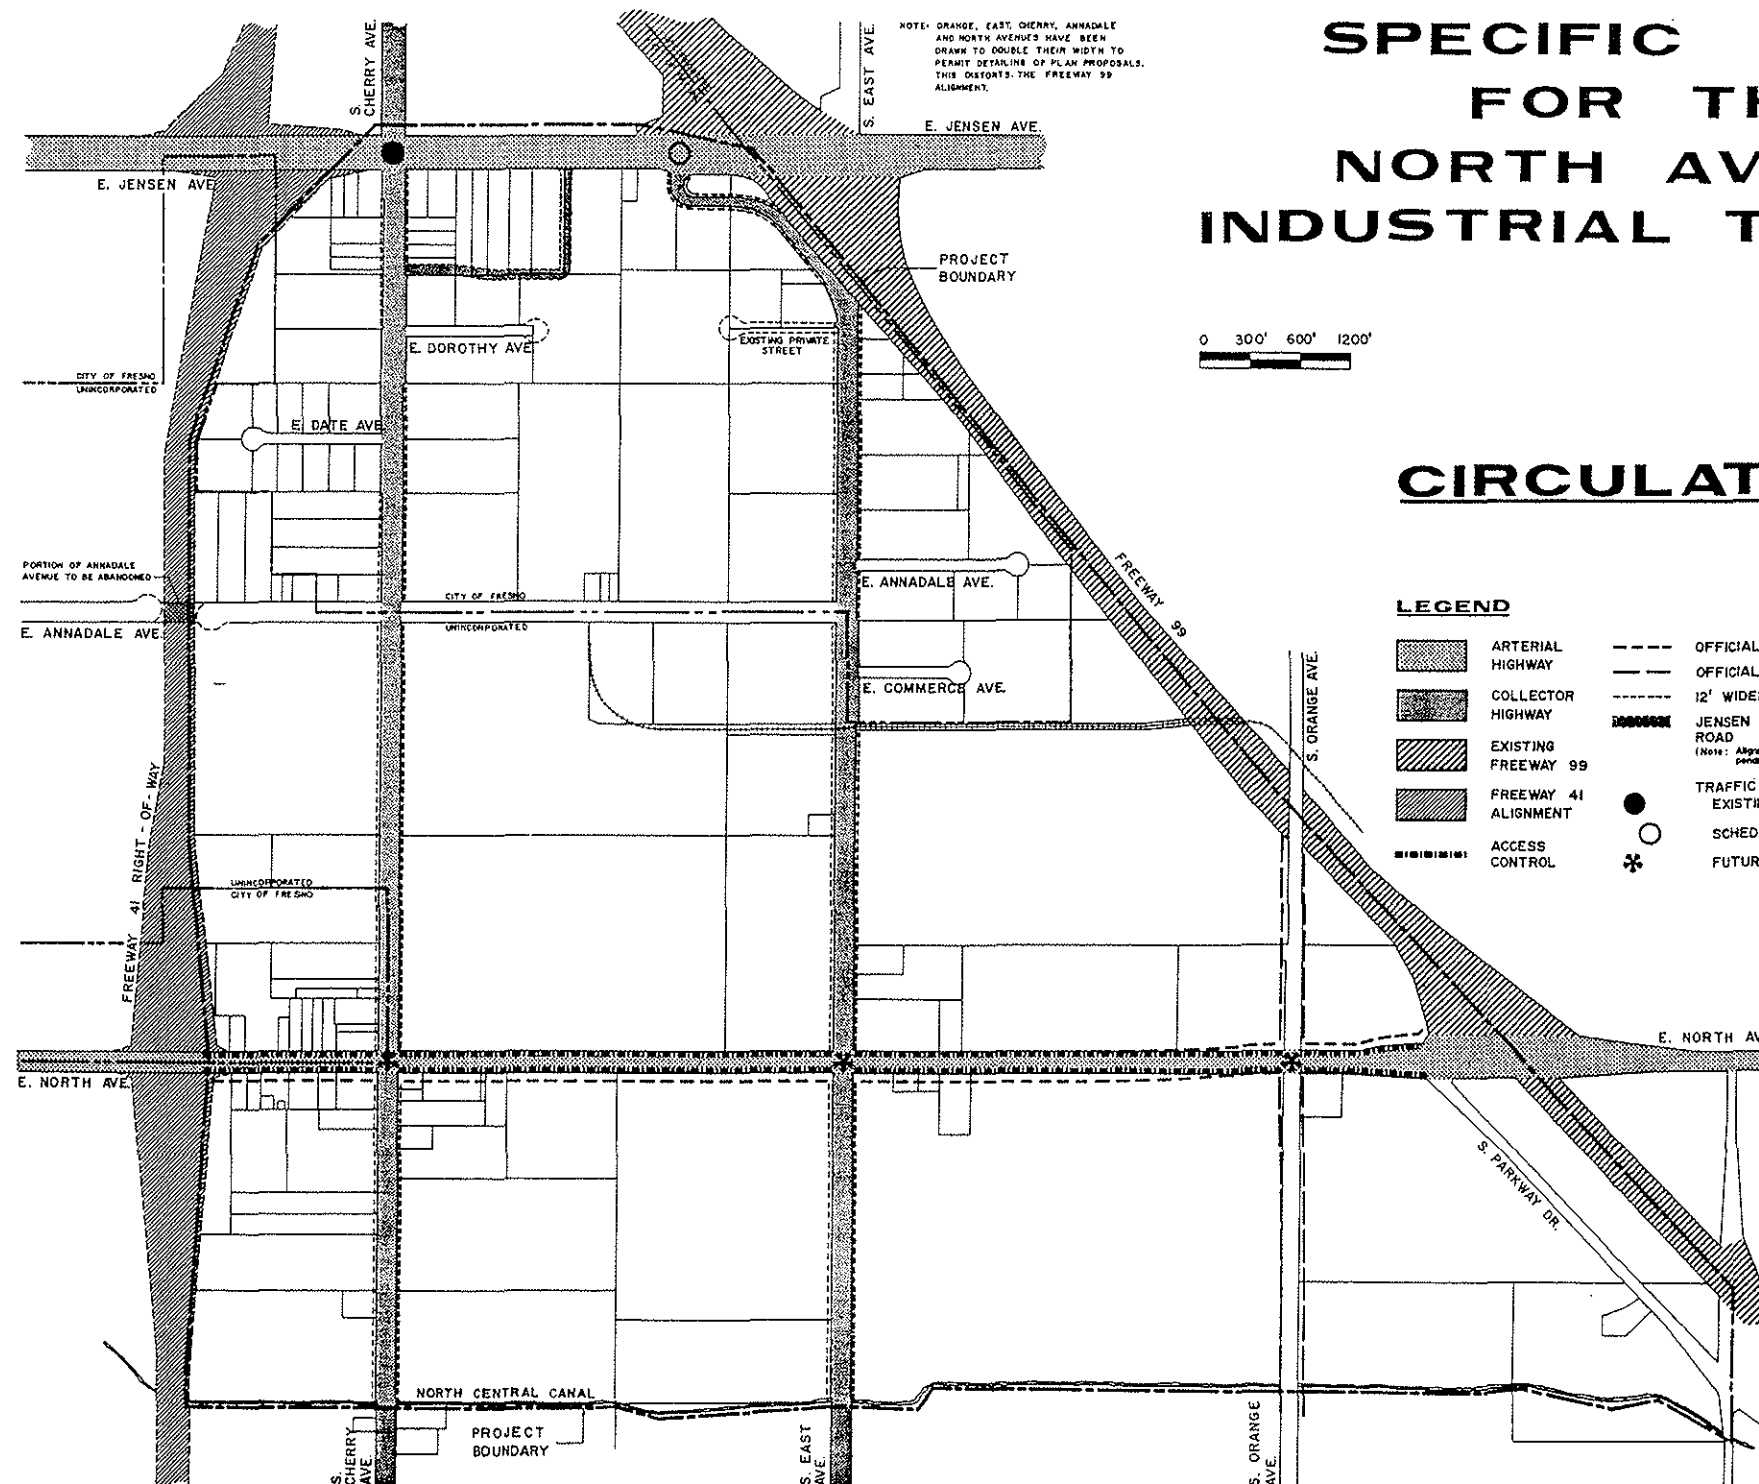 SPECIFIC
FOR TH
NORTH AV
INDUSTRIAL T
NOTE: ORANGE, EAST, CHERRY, ANNADALE
AND NORTH AVENUES HAVE BEEN
DRAWN TO DOUBLE THEIR WIDTH TO
PERMIT DETAILING OF PLAN PROPOSALS.
THIS DISTORTS THE FREEWAY 99
ALIGNMENT.
S.
CHERRY AVE.
S. EAST AVE.
E. JENSEN AVE.
E. JENSEN AVE
PROJECT
BOUNDARY
0 300' 600' 1200'
E. DOROTHY AVE
EXISTING PRIVATE
STREET
CITY OF FRESNO
UNINCORPORATED
E. DATE AVE
CIRCULAT
PORTION OF ANNADALE
AVENUE TO BE ABANDONED
E. ANNADALE AVE.
CITY OF FRESNO
UNINCORPORATED
E. ANNADALE AVE.
FREEWAY 99
E. COMMERCE AVE.
S. ORANGE AVE.
LEGEND
ARTERIAL
HIGHWAY
COLLECTOR
HIGHWAY
EXISTING
FREEWAY 99
FREEWAY 41
ALIGNMENT
ACCESS
CONTROL
OFFICIAL
OFFICIAL
12' WIDE
JENSEN
ROAD
(Note: Align
pend
TRAFFIC
EXISTI
SCHED
FUTUR
FREEWAY 41 RIGHT-OF-WAY
UNINCORPORATED
CITY OF FRESNO
E. NORTH AVE.
E. NORTH AV
S. PARKWAY DR.
NORTH CENTRAL CANAL
PROJECT
BOUNDARY
S.
CHERRY
AVE.
S. EAST
AVE.
S. ORANGE
AVE.